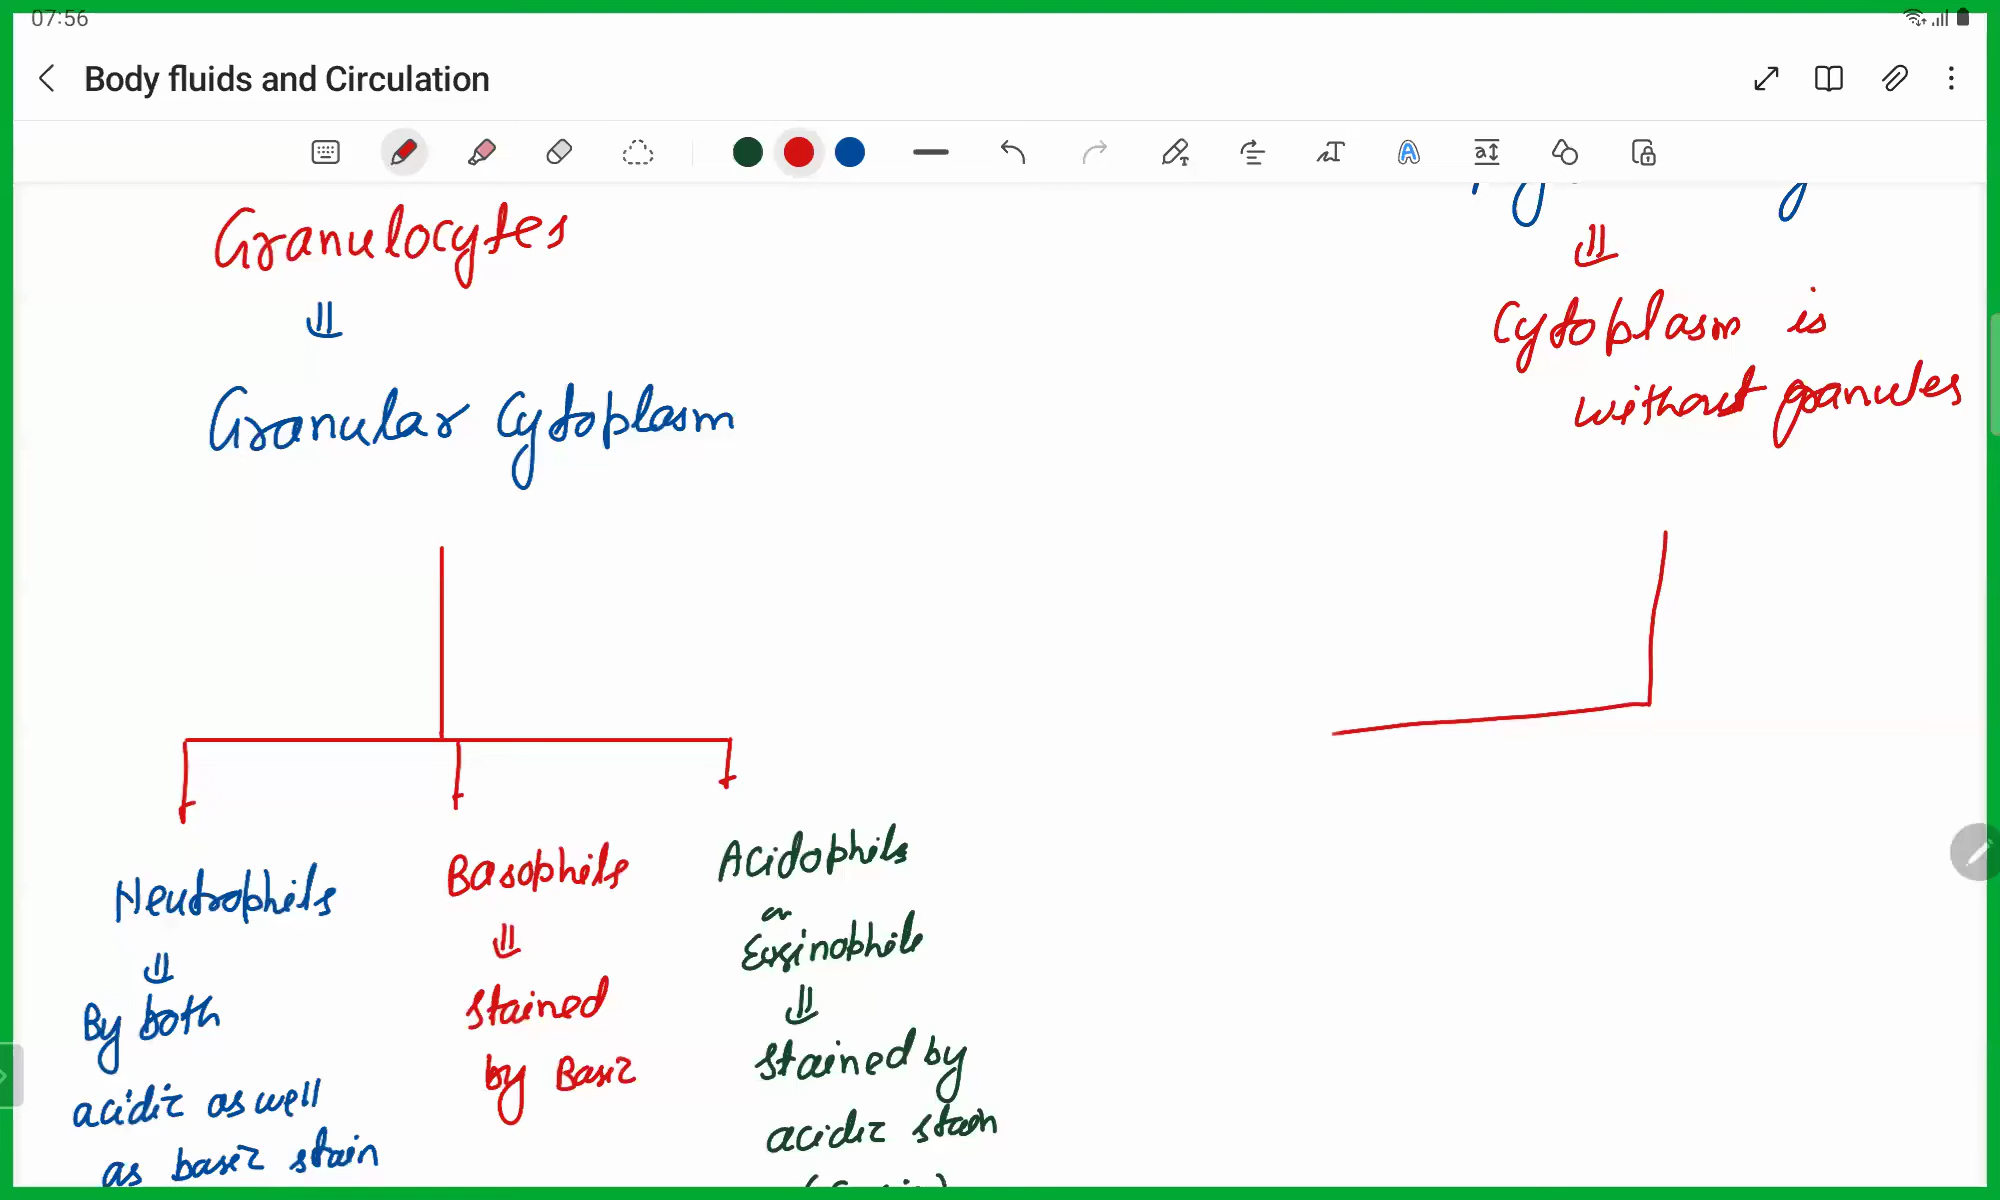 07:56
Body fluids and Circulation
Granulocytes
Granular Cytoplasm
Cytoplasm is
without granules
Neutrophils
By both
acidic as well
as basic stain
Basophils
Stained
by Basic
Acidophils
or
Eosinophils
Stained by
acidic stain